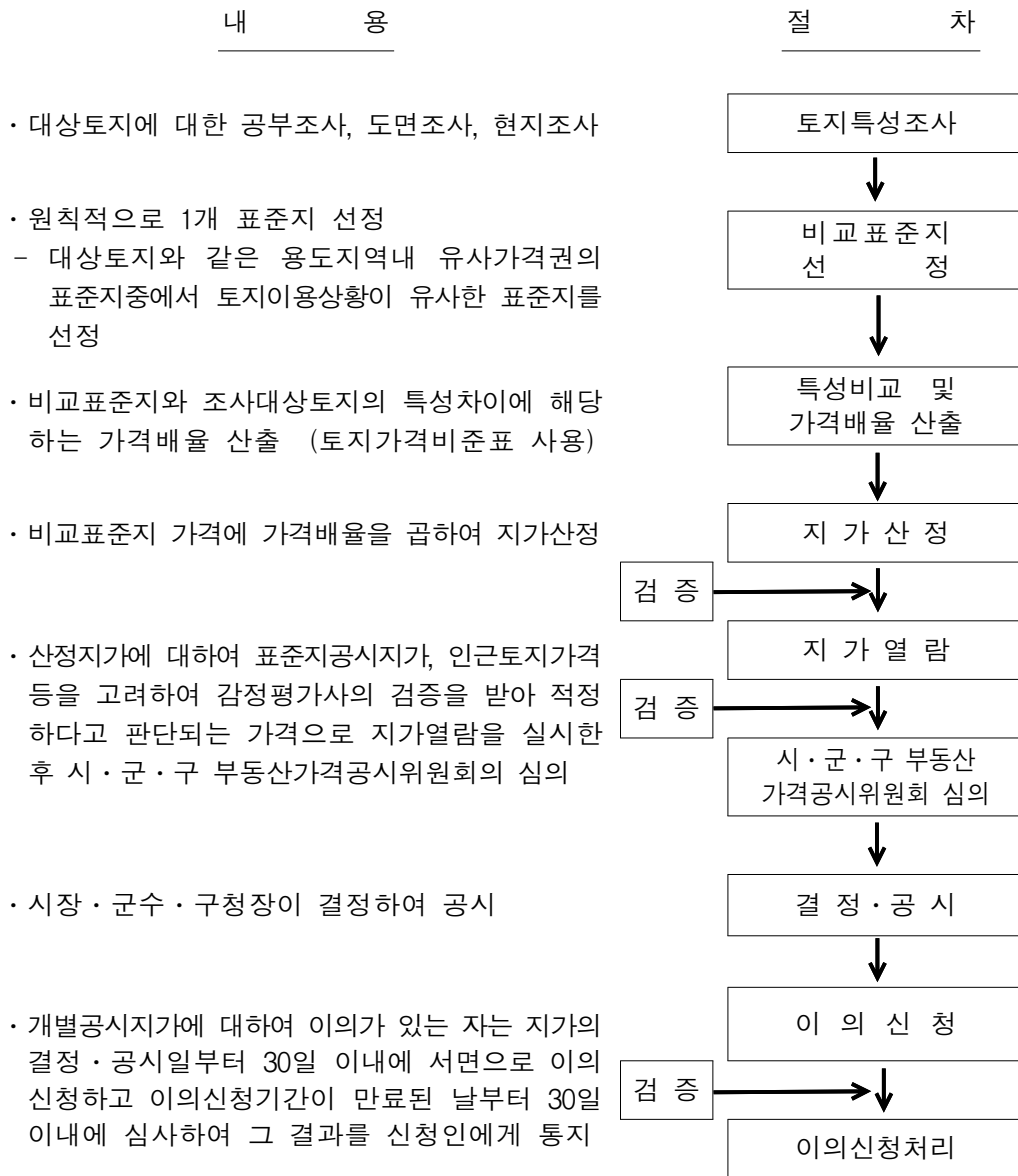 내 용
절 차
· 대상토지에 대한 공부조사, 도면조사, 현지조사
토지특성조사
· 원칙적으로 1개 표준지 선정
- 대상토지와 같은 용도지역내 유사가격권의
표준지중에서 토지이용상황이 유사한 표준지를
선정
비교표준지
선 정
· 비교표준지와 조사대상토지의 특성차이에 해당
하는 가격배율 산출 (토지가격비준표 사용)
특성비교 및
가격배율 산출
· 비교표준지 가격에 가격배율을 곱하여 지가산정
지 가 산 정
검 증
· 산정지가에 대하여 표준지공시지가, 인근토지가격
등을 고려하여 감정평가사의 검증을 받아 적정
하다고 판단되는 가격으로 지가열람을 실시한
후 시·군·구 부동산가격공시위원회의 심의
지 가 열 람
검 증
시·군·구 부동산
가격공시위원회 심의
· 시장·군수·구청장이 결정하여 공시
결 정·공 시
· 개별공시지가에 대하여 이의가 있는 자는 지가의
결정·공시일부터 30일 이내에 서면으로 이의
신청하고 이의신청기간이 만료된 날부터 30일
이내에 심사하여 그 결과를 신청인에게 통지
이 의 신 청
검 증
이의신청처리